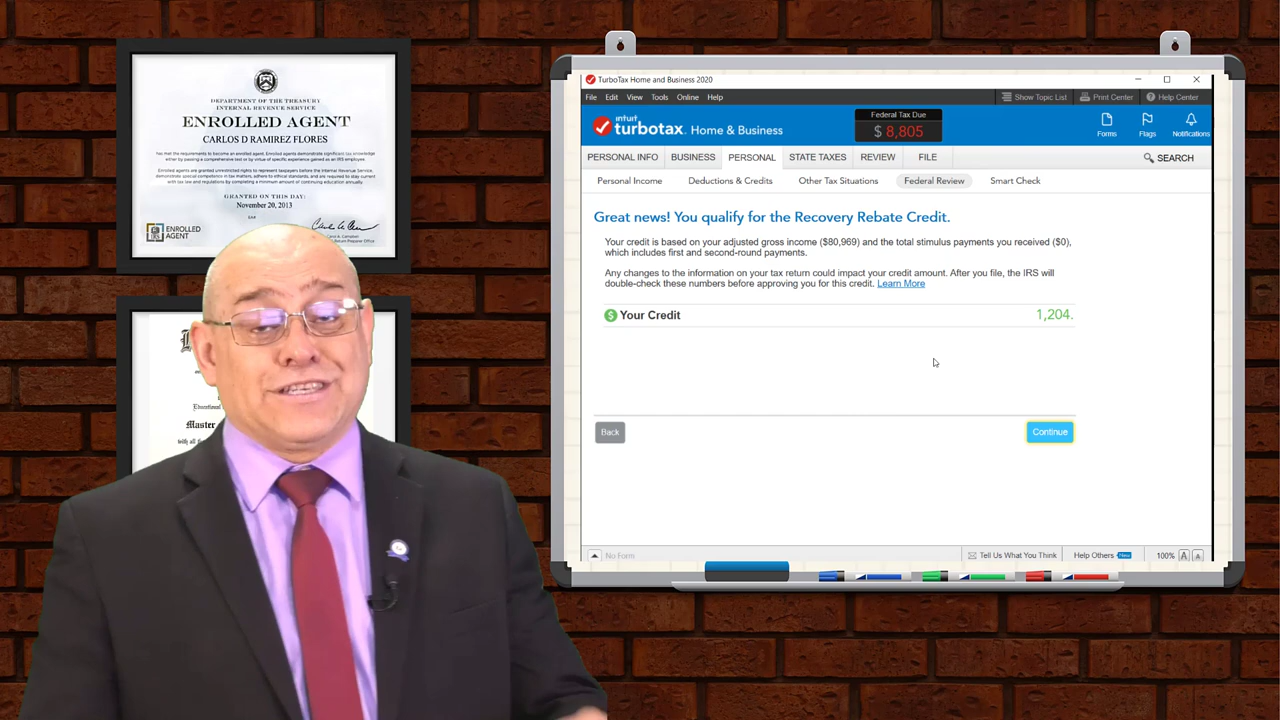 DEPARTMENT OF THE TREASURY
INTERNAL REVENUE SERVICE
ENROLLED AGENT
CARLOS D RAMIREZ FLORES
GRANTED ON THIS DAY:
November 20, 2013
ENROLLED
AGENT
Return Preparer Office
Educational
Master
TurboTax Home and Business 2020
File Edit View Tools Online Help
Show Topic List
Print Center
Help Center
intuit
turbotax. Home & Business
Federal Tax Due
$ 8,805
Forms
Flags
Notifications
PERSONAL INFO
BUSINESS
PERSONAL
STATE TAXES
REVIEW
FILE
SEARCH
Personal Income
Deductions & Credits
Other Tax Situations
Federal Review
Smart Check
Great news! You qualify for the Recovery Rebate Credit.
Your credit is based on your adjusted gross income ($80,969) and the total stimulus payments you received ($0),
which includes first and second-round payments.
Any changes to the information on your tax return could impact your credit amount. After you file, the IRS will
double-check these numbers before approving you for this credit. Learn More
$ Your Credit 1,204.
Back
Continue
No Form
Tell Us What You Think
Help Others New
100% A A